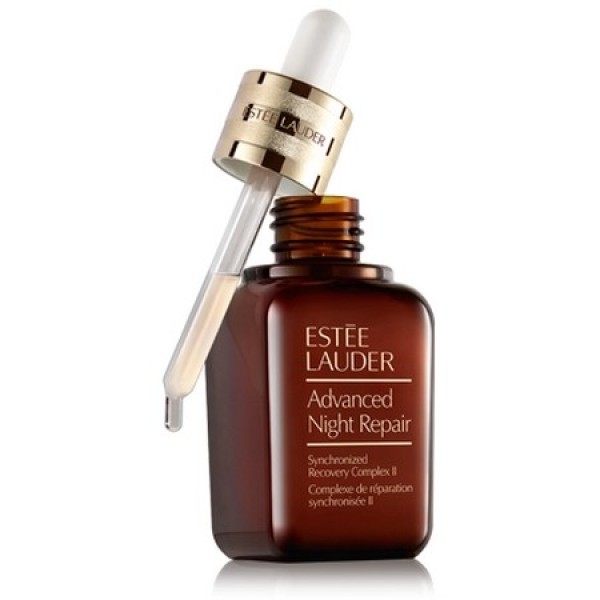 ESTĒE LAUDER
ESTĒE
LAUDER
Advanced
Night Repair
Synchronized
Recovery Complex II
Complexe de réparation
synchronisée II